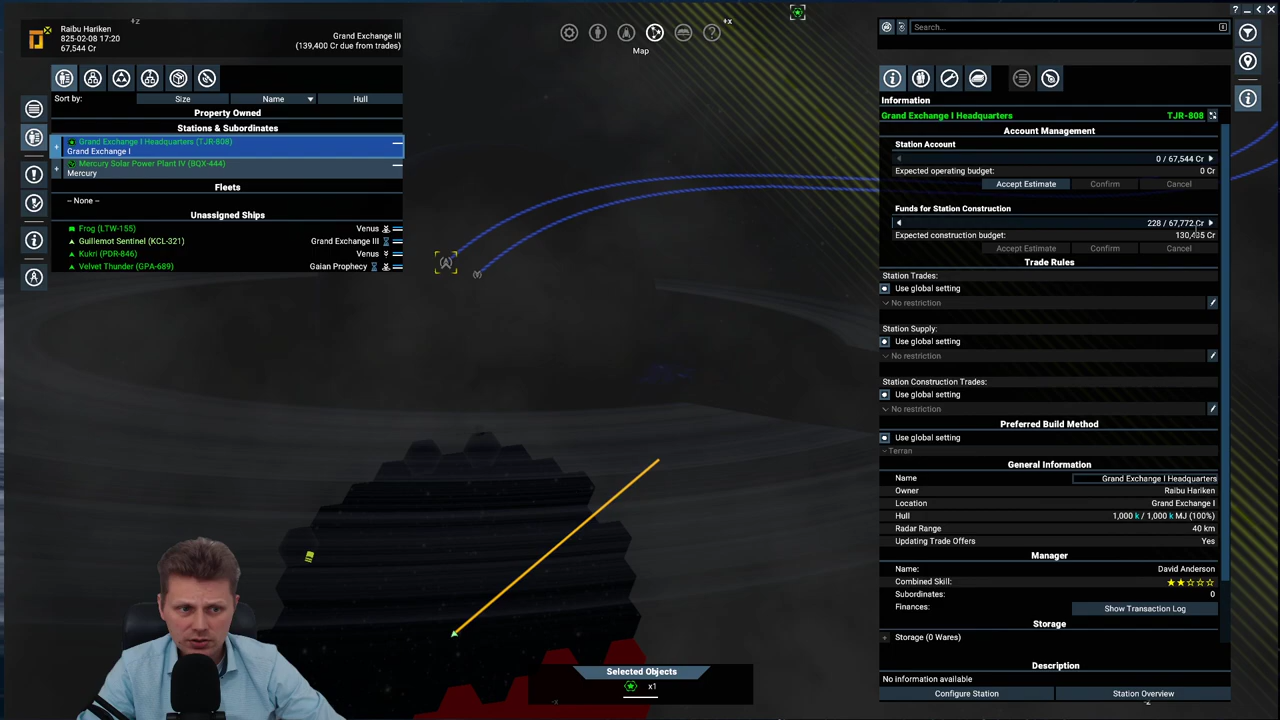 +z
Raibu Hariken
825-02-08 17:20
67,544 Cr
Grand Exchange III
(139,400 Cr due from trades)
Map
+x
Search...
Sort by:
Size
Name
Hull
Property Owned
Stations & Subordinates
Grand Exchange I Headquarters (TJR-808)
Grand Exchange I
Mercury Solar Power Plant IV (BQX-444)
Mercury
Fleets
-- None --
Unassigned Ships
Frog (LTW-155) Venus
Guillemot Sentinel (KCL-321) Grand Exchange III
Kukri (PDR-846) Venus
Velvet Thunder (GPA-689) Gaian Prophecy
Selected Objects
x1
-x
Information
Grand Exchange I Headquarters TJR-808
Account Management
Station Account
0 / 67,544 Cr
Expected operating budget: 0 Cr
Accept Estimate Confirm Cancel
Funds for Station Construction
228 / 67,772 Cr
Expected construction budget: 130,435 Cr
Accept Estimate Confirm Cancel
Trade Rules
Station Trades:
Use global setting
No restriction
Station Supply:
Use global setting
No restriction
Station Construction Trades:
Use global setting
No restriction
Preferred Build Method
Use global setting
Terran
General Information
Name Grand Exchange I Headquarters
Owner Raibu Hariken
Location Grand Exchange I
Hull 1,000 k / 1,000 k MJ (100%)
Radar Range 40 km
Updating Trade Offers Yes
Manager
Name: David Anderson
Combined Skill:
Subordinates: 0
Finances: Show Transaction Log
Storage
Storage (0 Wares)
Description
No information available
Configure Station Station Overview
-z